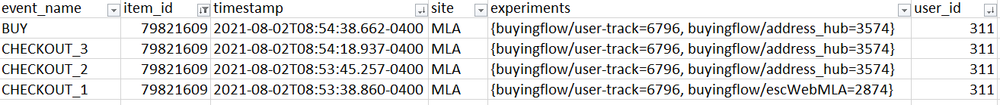 event_name item_id timestamp site experiments user_id
BUY 79821609 2021-08-02T08:54:38.662-0400 MLA {buyingflow/user-track=6796, buyingflow/address_hub=3574} 311
CHECKOUT_3 79821609 2021-08-02T08:54:18.937-0400 MLA {buyingflow/user-track=6796, buyingflow/address_hub=3574} 311
CHECKOUT_2 79821609 2021-08-02T08:53:45.257-0400 MLA {buyingflow/user-track=6796, buyingflow/address_hub=3574} 311
CHECKOUT_1 79821609 2021-08-02T08:53:38.860-0400 MLA {buyingflow/user-track=6796, buyingflow/escWebMLA=2874} 311